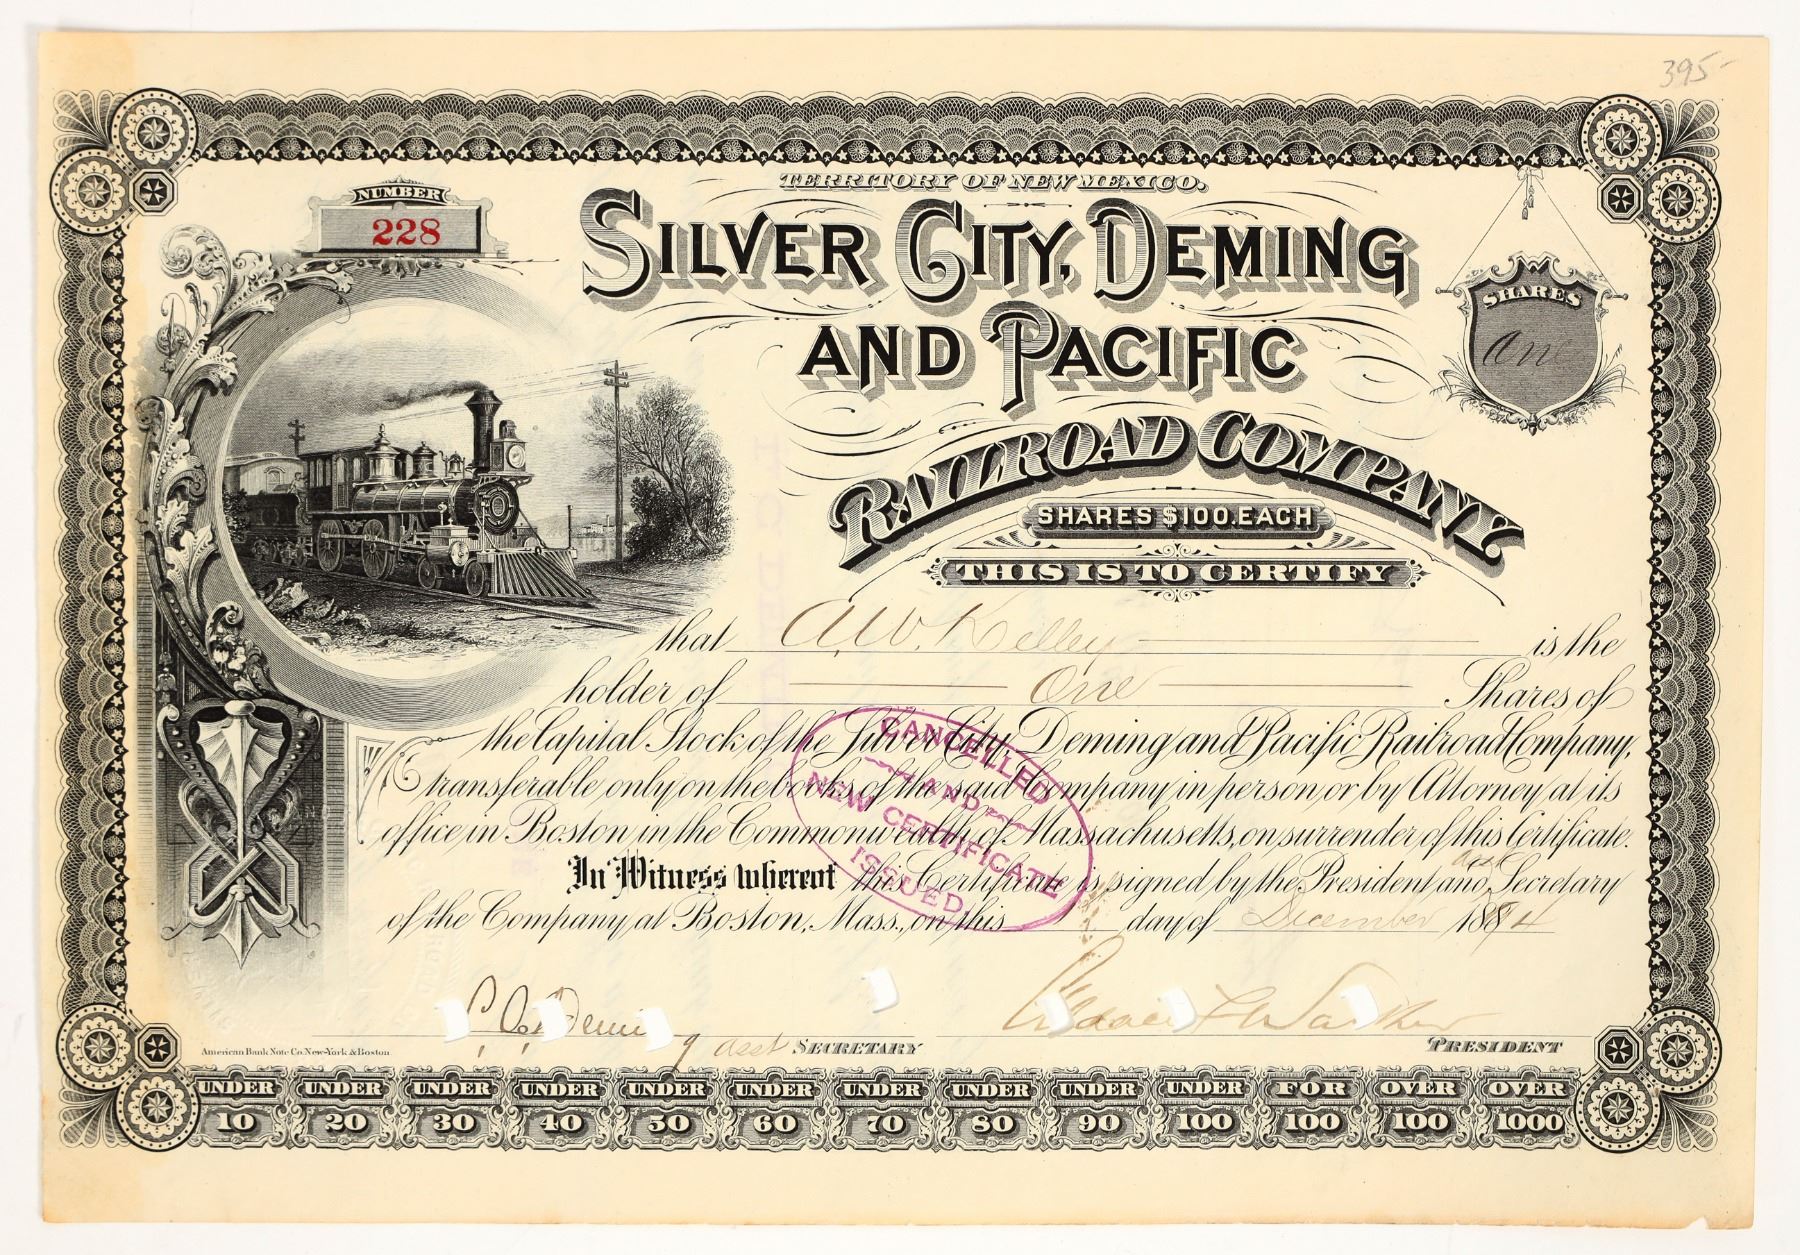 395-
TERRITORY OF NEW MEXICO.
NUMBER
228
SILVER CITY, DEMING
AND PACIFIC
RAILROAD COMPANY
SHARES
One
SHARES $100. EACH
THIS IS TO CERTIFY
that A. W. Kelley is the
holder of One Shares of
the Capital Stock of the Silver City, Deming and Pacific Railroad Company,
transferable only on the books of the said Company in person, or by Attorney at its
office in Boston in the Commonwealth of Massachusetts, on surrender of this Certificate.
In Witness whereof this Certificate is signed by the President and asst Secretary
of the Company at Boston, Mass., on this day of December 1884
CANCELLED
AND
NEW CERTIFICATE
ISSUED
asst SECRETARY
PRESIDENT
American Bank Note Co. New-York & Boston.
UNDER 10 UNDER 20 UNDER 30 UNDER 40 UNDER 50 UNDER 60 UNDER 70 UNDER 80 UNDER 90 UNDER 100 FOR 100 OVER 100 OVER 1000